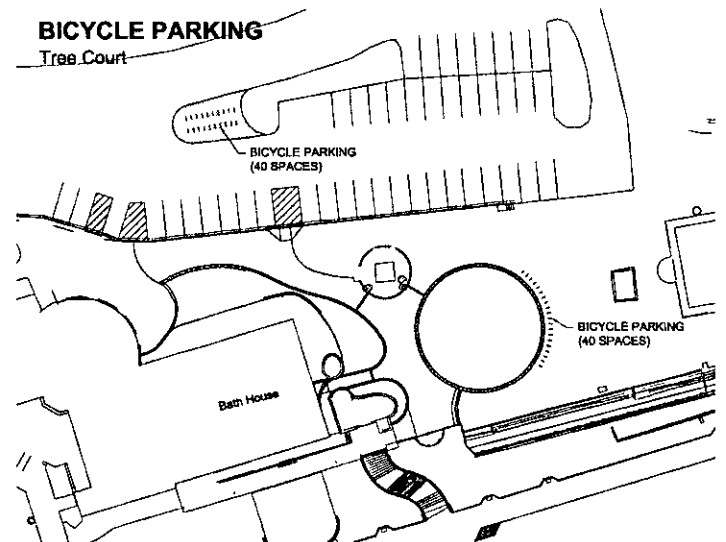 BICYCLE PARKING
Tree Court
BICYCLE PARKING
(40 SPACES)
BICYCLE PARKING
(40 SPACES)
Bath House